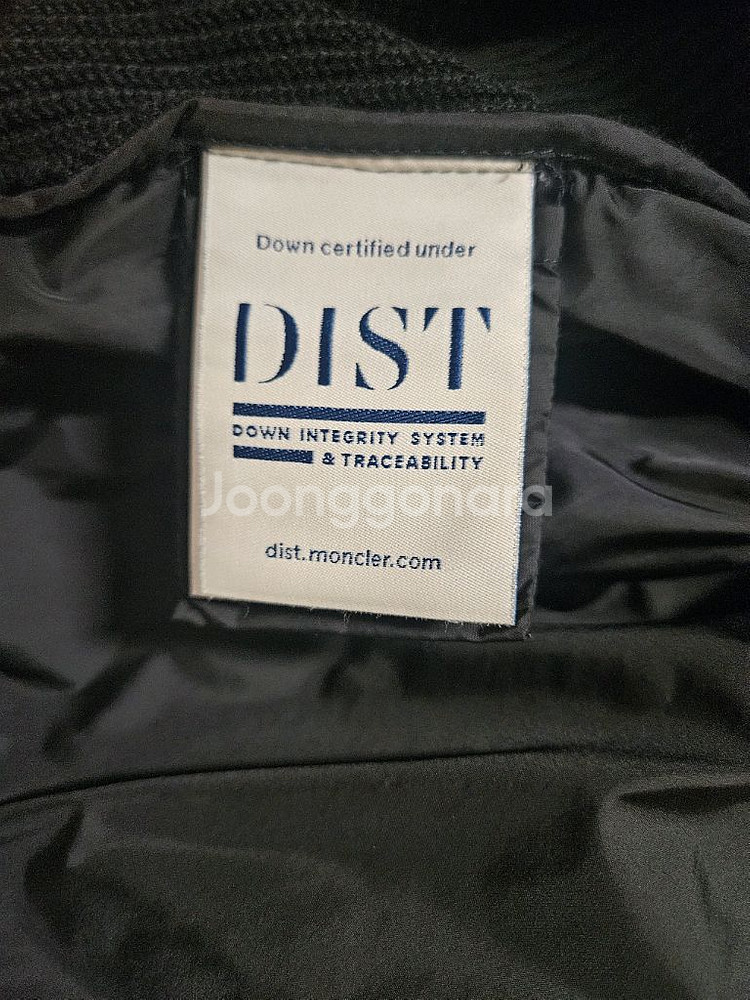 Down certified under
DIST
DOWN INTEGRITY SYSTEM
& TRACEABILITY
Joonggonara
dist.moncler.com